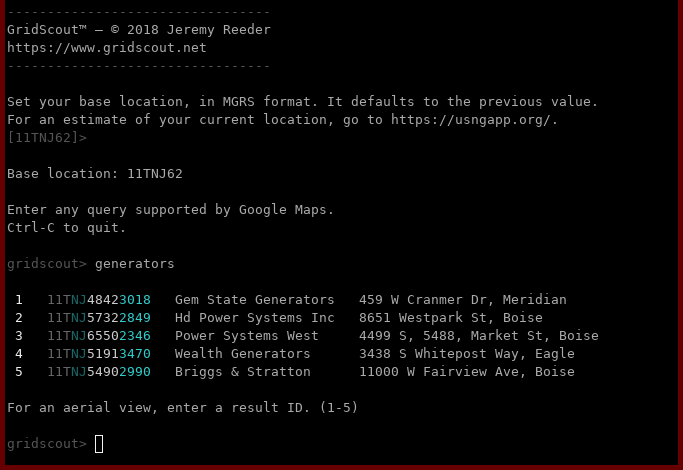 ---------------------------------
GridScout™ — © 2018 Jeremy Reeder
https://www.gridscout.net
---------------------------------
Set your base location, in MGRS format. It defaults to the previous value.
For an estimate of your current location, go to https://usngapp.org/.
[11TNJ62]>
Base location: 11TNJ62
Enter any query supported by Google Maps.
Ctrl-C to quit.
gridscout> generators
1 11TNJ48423018 Gem State Generators 459 W Cranmer Dr, Meridian
2 11TNJ57322849 Hd Power Systems Inc 8651 Westpark St, Boise
3 11TNJ65502346 Power Systems West 4499 S, 5488, Market St, Boise
4 11TNJ51913470 Wealth Generators 3438 S Whitepost Way, Eagle
5 11TNJ54902990 Briggs & Stratton 11000 W Fairview Ave, Boise
For an aerial view, enter a result ID. (1-5)
gridscout>